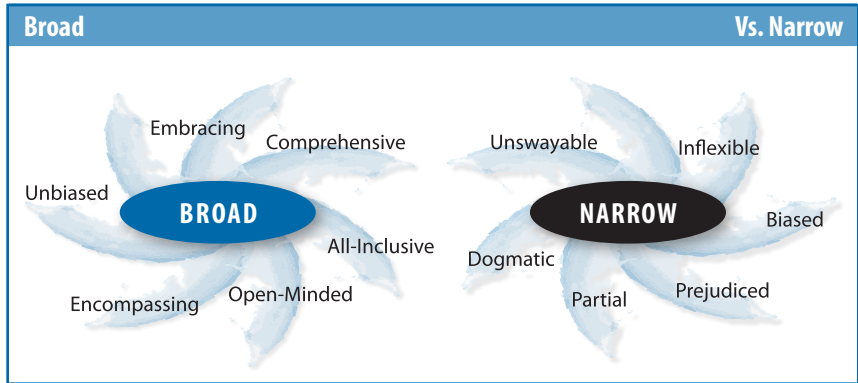 Broad
Vs. Narrow
Embracing
Comprehensive
Unbiased
BROAD
All-Inclusive
Encompassing
Open-Minded
Unswayable
Inflexible
NARROW
Biased
Dogmatic
Partial
Prejudiced